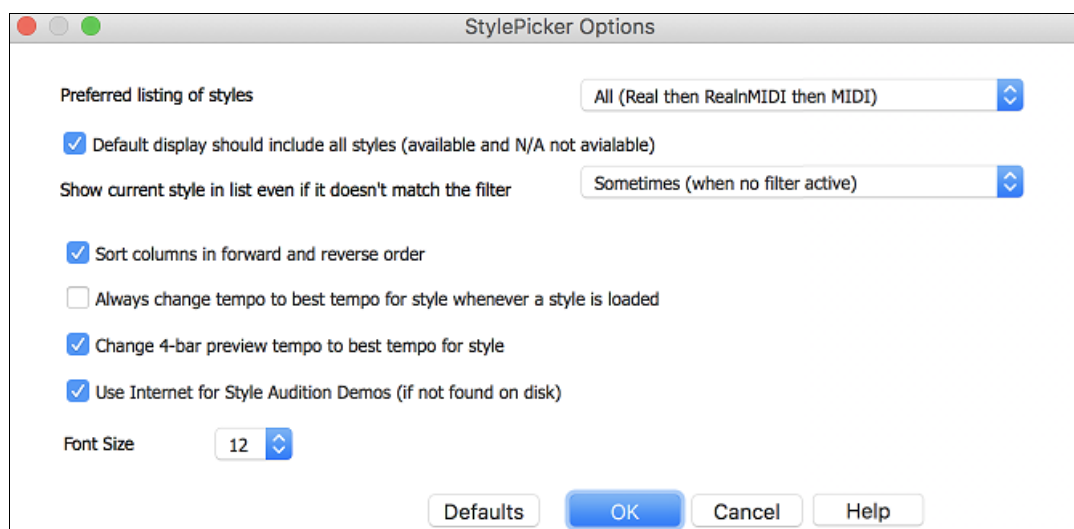 StylePicker Options
Preferred listing of styles
All (Real then RealnMIDI then MIDI)
Default display should include all styles (available and N/A not avialable)
Show current style in list even if it doesn't match the filter
Sometimes (when no filter active)
Sort columns in forward and reverse order
Always change tempo to best tempo for style whenever a style is loaded
Change 4-bar preview tempo to best tempo for style
Use Internet for Style Audition Demos (if not found on disk)
Font Size
12
Defaults
OK
Cancel
Help